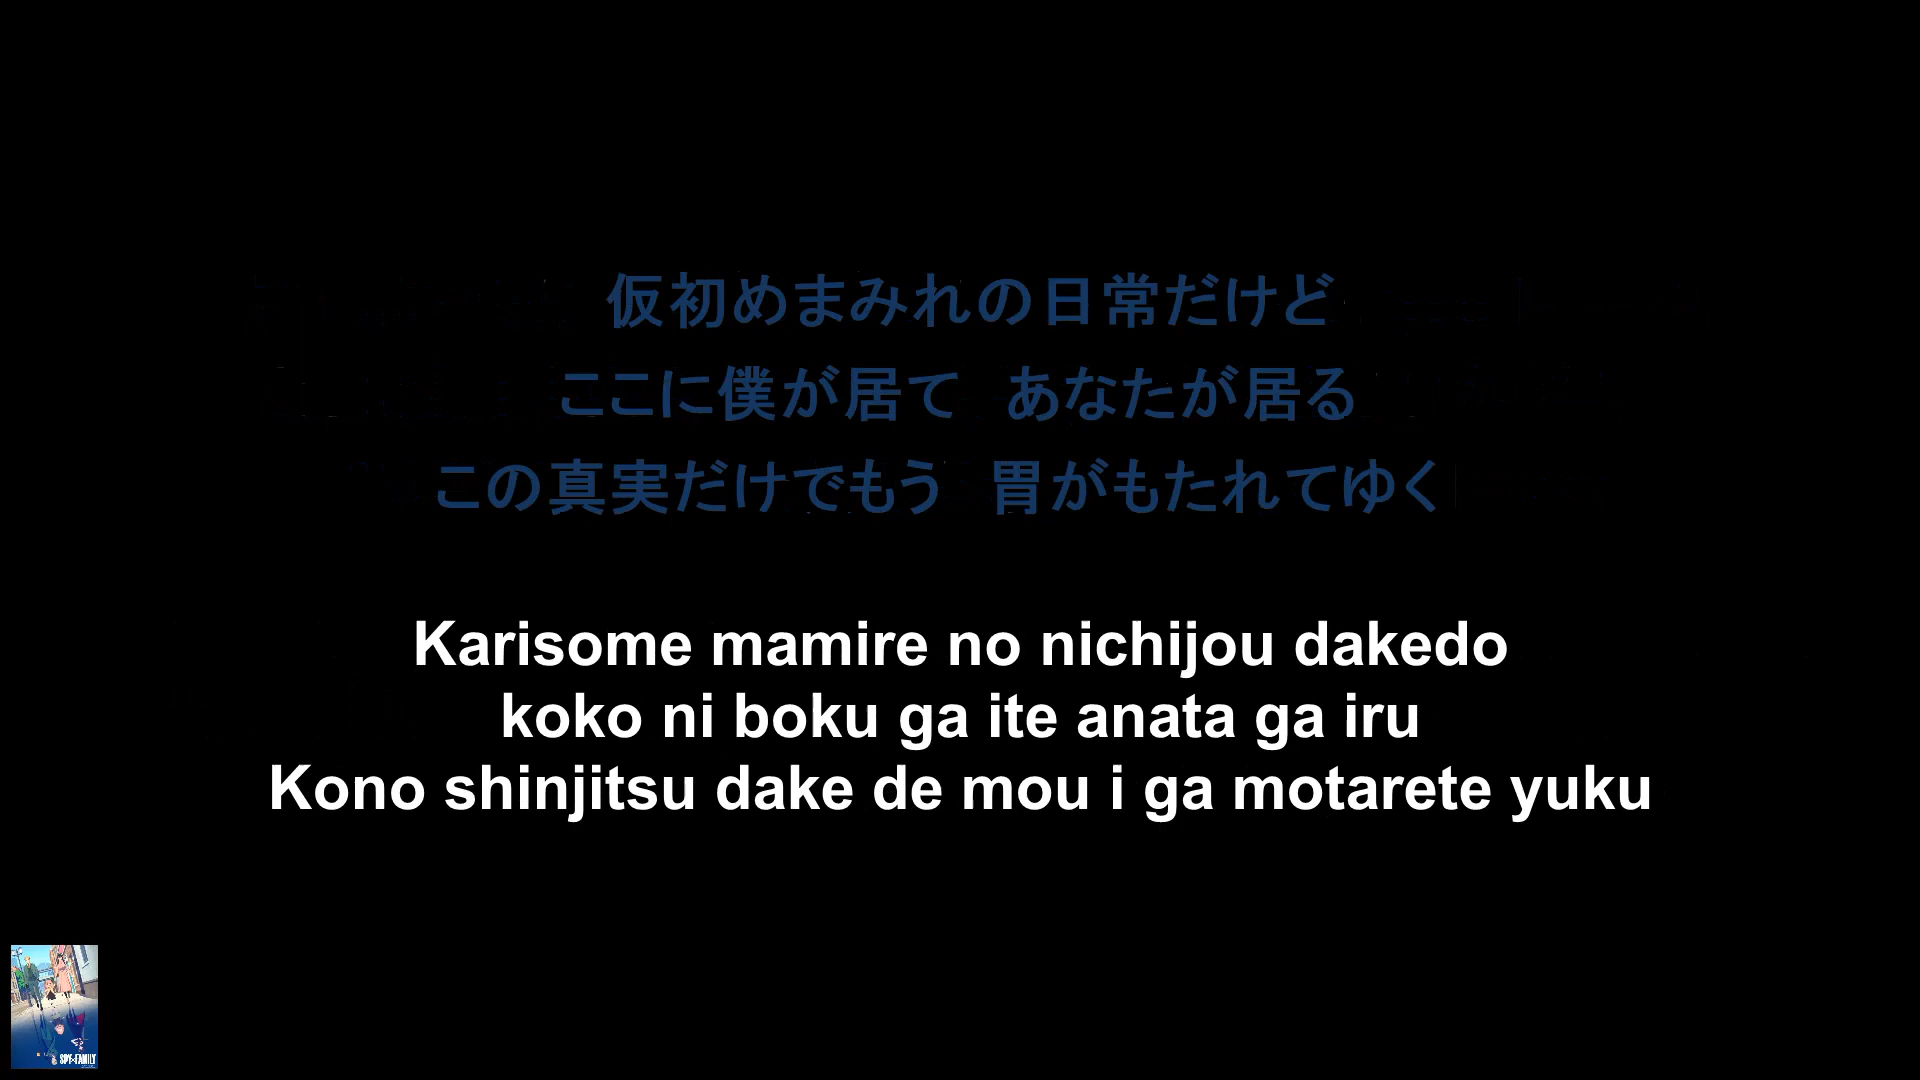 仮初めまみれの日常だけど
ここに僕が居て　あなたが居る
この真実だけでもう　胃がもたれてゆく
Karisome mamire no nichijou dakedo
koko ni boku ga ite anata ga iru
Kono shinjitsu dake de mou i ga motarete yuku
SPY×FAMILY